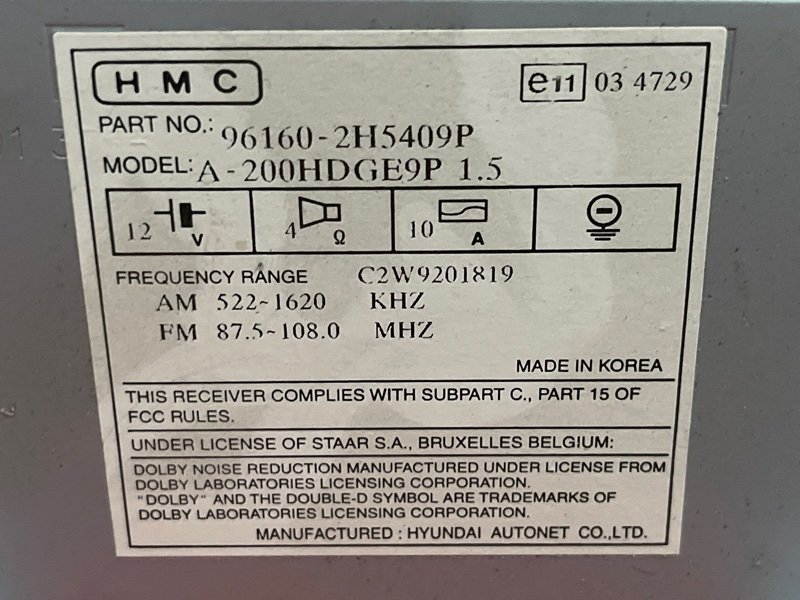 HMC
e11 03 4729
PART NO.: 96160-2H5409P
MODEL: A-200HDGE9P 1.5
12 V 4 Ω 10 A
FREQUENCY RANGE C2W9201819
AM 522~1620 KHZ
FM 87.5~108.0 MHZ
MADE IN KOREA
THIS RECEIVER COMPLIES WITH SUBPART C., PART 15 OF
FCC RULES.
UNDER LICENSE OF STAAR S.A., BRUXELLES BELGIUM:
DOLBY NOISE REDUCTION MANUFACTURED UNDER LICENSE FROM
DOLBY LABORATORIES LICENSING CORPORATION.
"DOLBY" AND THE DOUBLE-D SYMBOL ARE TRADEMARKS OF
DOLBY LABORATORIES LICENSING CORPORATION.
MANUFACTURED : HYUNDAI AUTONET CO.,LTD.